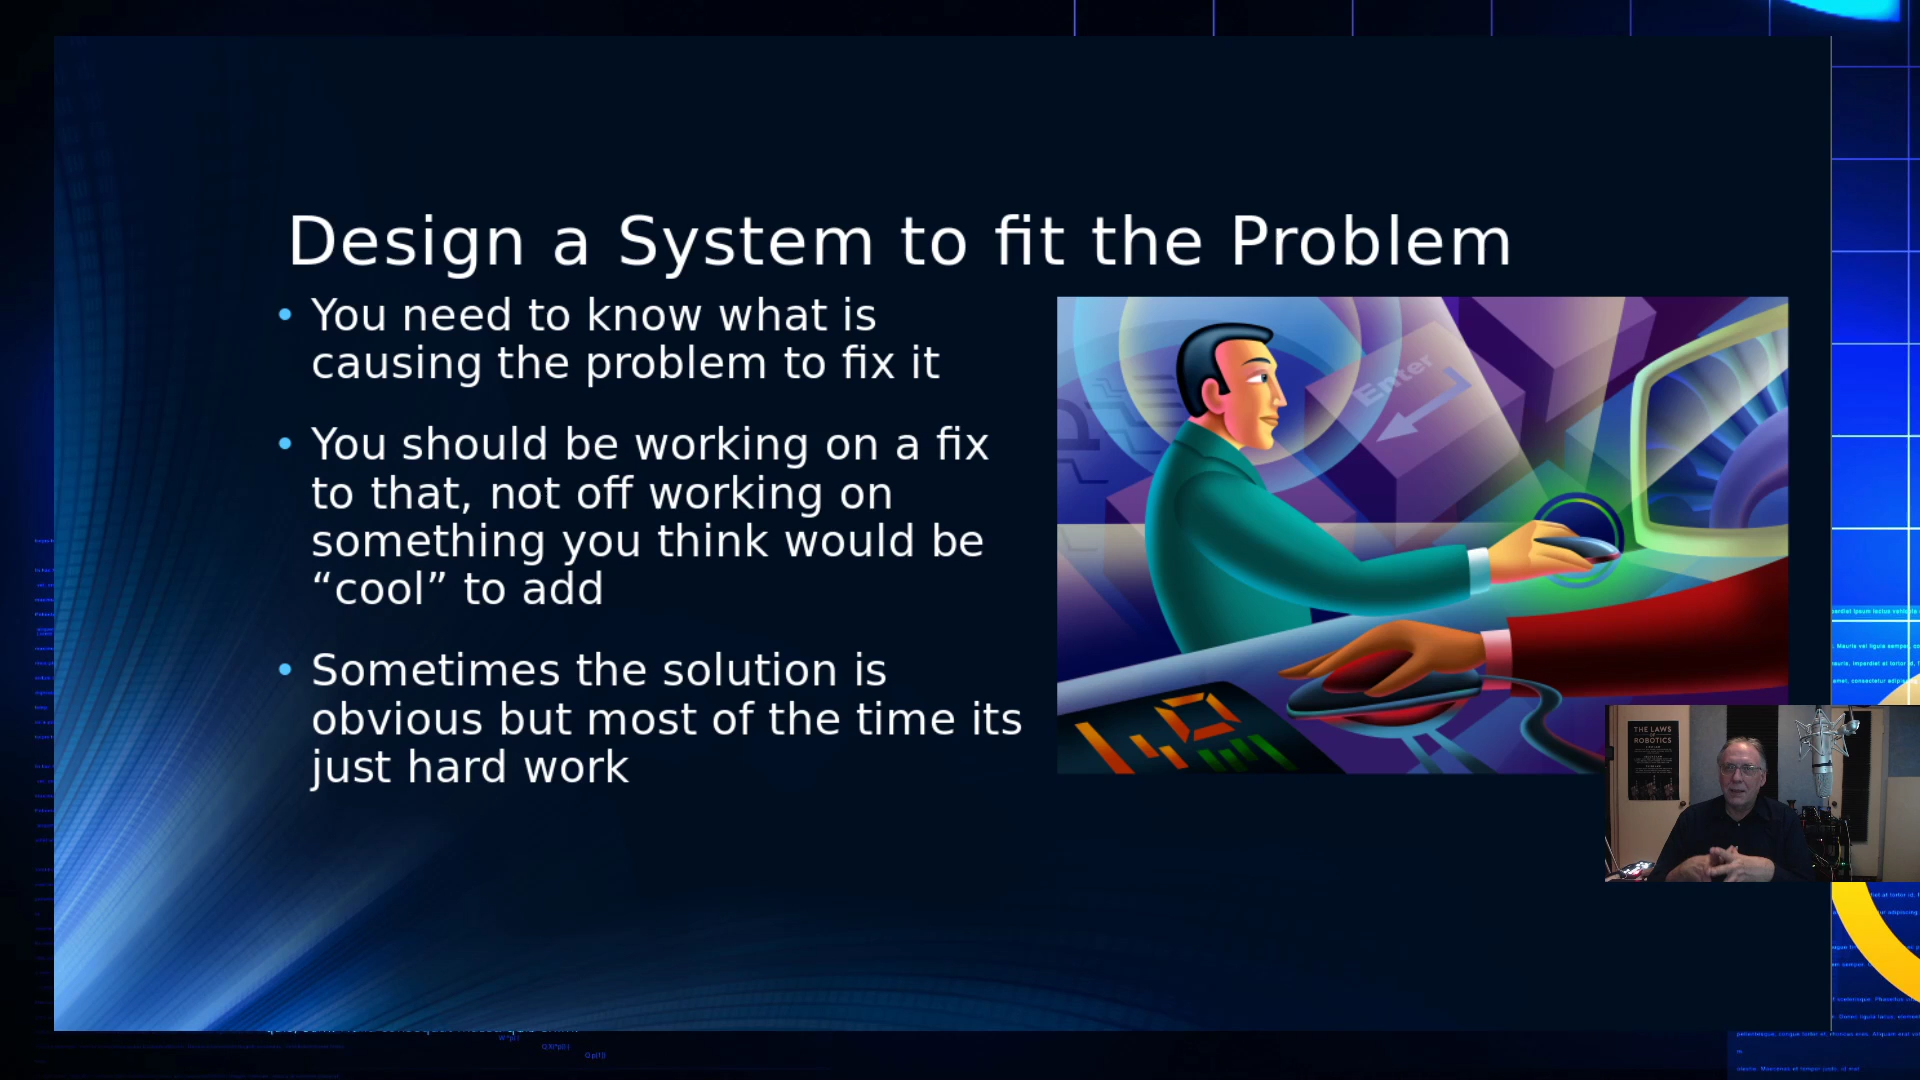 Design a System to fit the Problem
• You need to know what is
causing the problem to fix it
• You should be working on a fix
to that, not off working on
something you think would be
“cool” to add
• Sometimes the solution is
obvious but most of the time its
just hard work
Enter
THE LAWS
OF
ROBOTICS